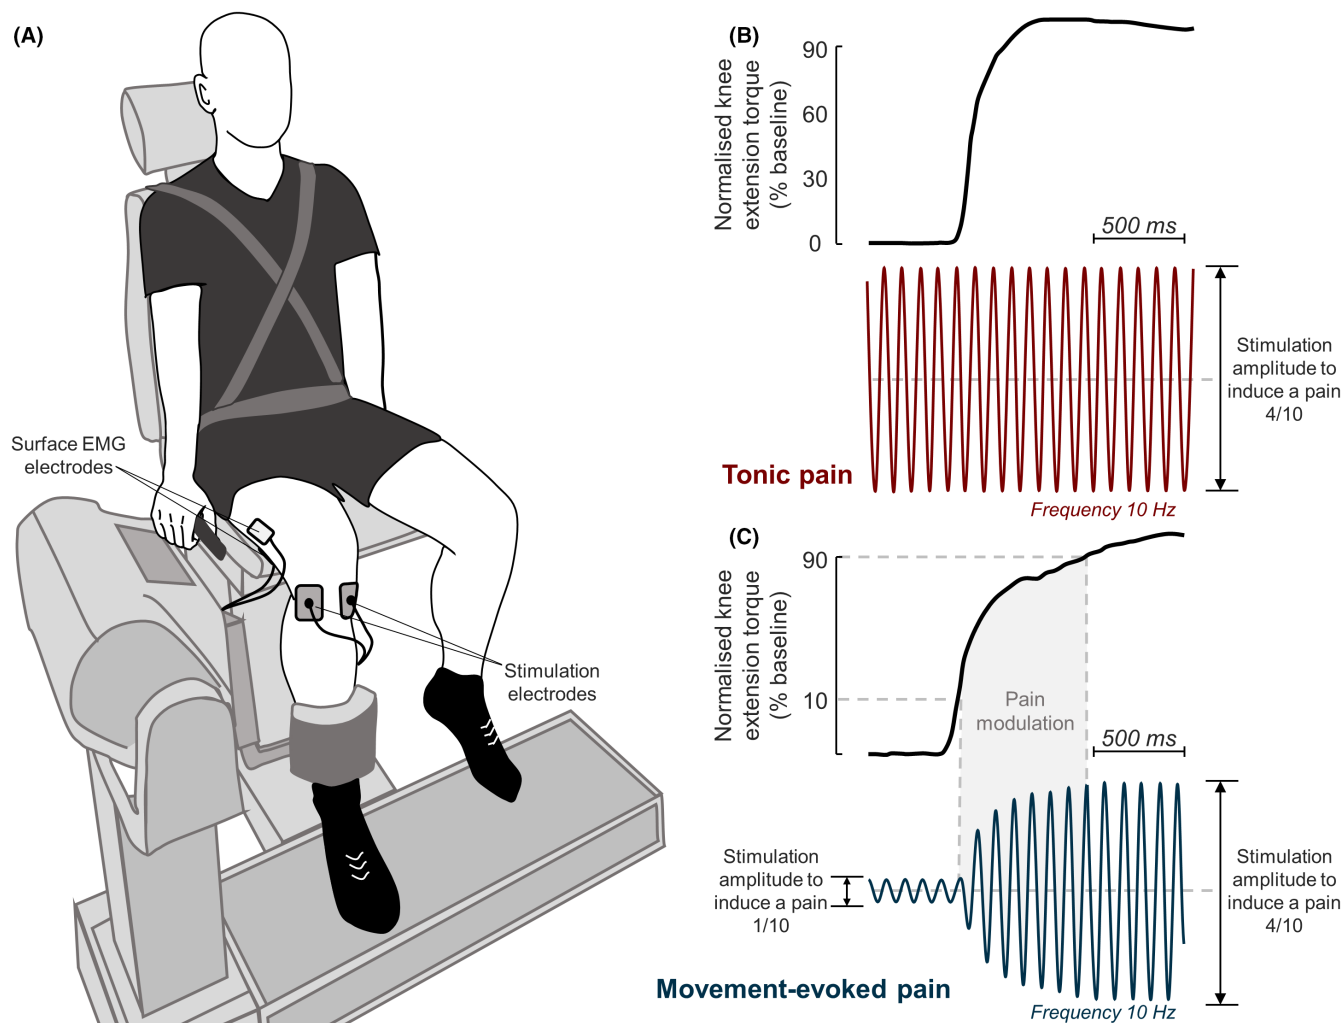 (A)
Surface EMG
electrodes
Stimulation
electrodes
(B)
Normalised knee
extension torque
(% baseline)
90
60
30
0
500 ms
Stimulation
amplitude to
induce a pain
4/10
Tonic pain
Frequency 10 Hz
(C)
Normalised knee
extension torque
(% baseline)
90
10
Pain
modulation
500 ms
Stimulation
amplitude to
induce a pain
1/10
Stimulation
amplitude to
induce a pain
4/10
Movement-evoked pain
Frequency 10 Hz